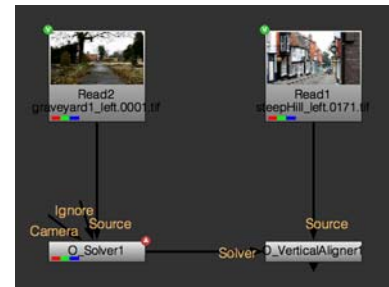 Read2
graveyard1_left.0001.tif
Read1
steepHill_left.0171.tif
Ignore
Camera
Source
Source
O_Solver1
Solver
O_VerticalAligner1